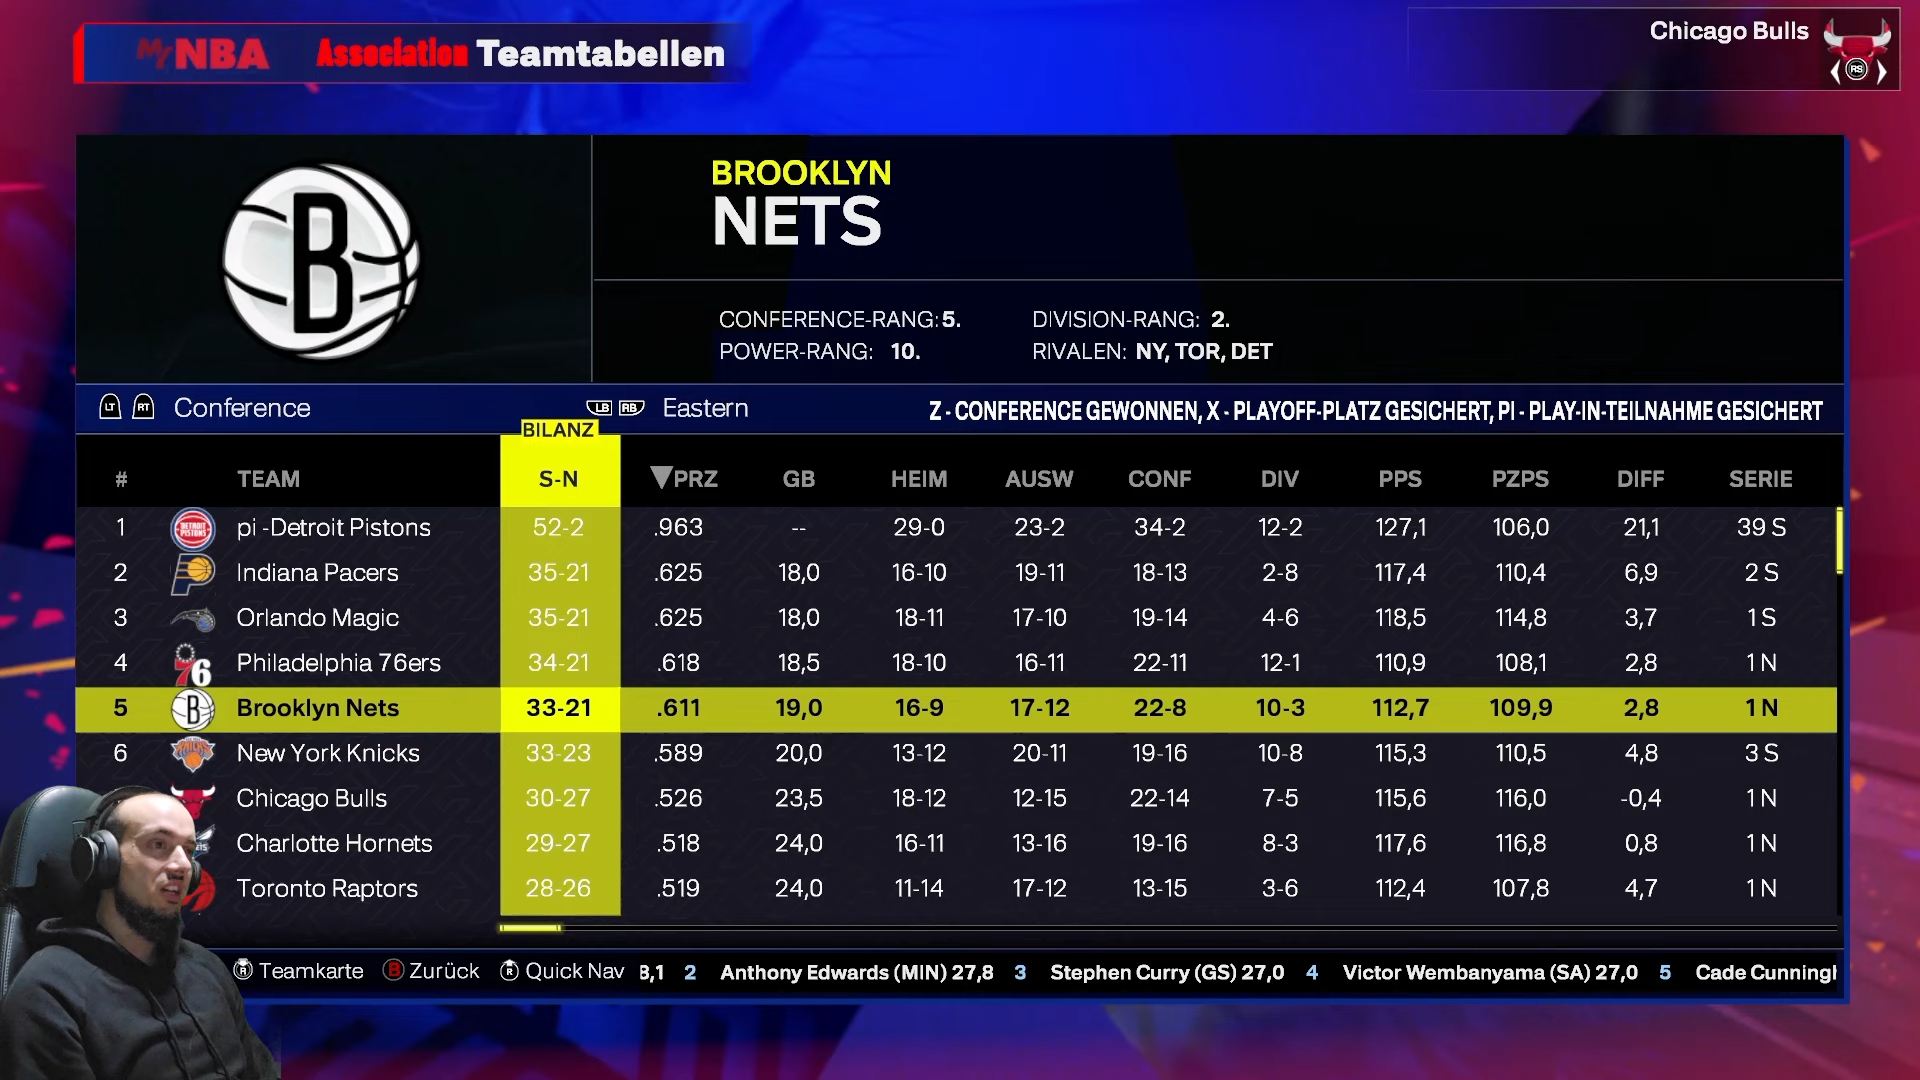 MyNBA Association Teamtabellen
Chicago Bulls
RS
B
BROOKLYN
NETS
CONFERENCE-RANG: 5. DIVISION-RANG: 2.
POWER-RANG: 10. RIVALEN: NY, TOR, DET
LT RT Conference LB RB Eastern Z - CONFERENCE GEWONNEN, X - PLAYOFF-PLATZ GESICHERT, PI - PLAY-IN-TEILNAHME GESICHERT
BILANZ
# TEAM S-N PRZ GB HEIM AUSW CONF DIV PPS PZPS DIFF SERIE
1 DETROIT PISTONS pi -Detroit Pistons 52-2 .963 -- 29-0 23-2 34-2 12-2 127,1 106,0 21,1 39 S
2 Indiana Pacers 35-21 .625 18,0 16-10 19-11 18-13 2-8 117,4 110,4 6,9 2 S
3 Orlando Magic 35-21 .625 18,0 18-11 17-10 19-14 4-6 118,5 114,8 3,7 1 S
4 76 Philadelphia 76ers 34-21 .618 18,5 18-10 16-11 22-11 12-1 110,9 108,1 2,8 1 N
5 B Brooklyn Nets 33-21 .611 19,0 16-9 17-12 22-8 10-3 112,7 109,9 2,8 1 N
6 KNICKS New York Knicks 33-23 .589 20,0 13-12 20-11 19-16 10-8 115,3 110,5 4,8 3 S
Chicago Bulls 30-27 .526 23,5 18-12 12-15 22-14 7-5 115,6 116,0 -0,4 1 N
Charlotte Hornets 29-27 .518 24,0 16-11 13-16 19-16 8-3 117,6 116,8 0,8 1 N
Toronto Raptors 28-26 .519 24,0 11-14 17-12 13-15 3-6 112,4 107,8 4,7 1 N
R Teamkarte B Zurück R Quick Nav 8,1 2 Anthony Edwards (MIN) 27,8 3 Stephen Curry (GS) 27,0 4 Victor Wembanyama (SA) 27,0 5 Cade Cunningh